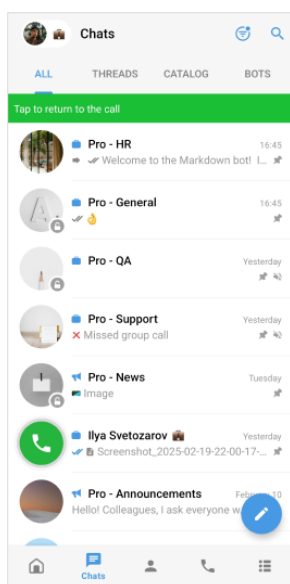 Chats
ALL THREADS CATALOG BOTS
Tap to return to the call
Pro - HR 16:45
Welcome to the Markdown bot! I...
Pro - General 16:45
Pro - QA Yesterday
Pro - Support Yesterday
Missed group call
Pro - News Tuesday
Image
Ilya Svetozarov Yesterday
Screenshot_2025-02-19-22-00-17-...
Pro - Announcements February 10
Hello! Colleagues, I ask everyone
Chats